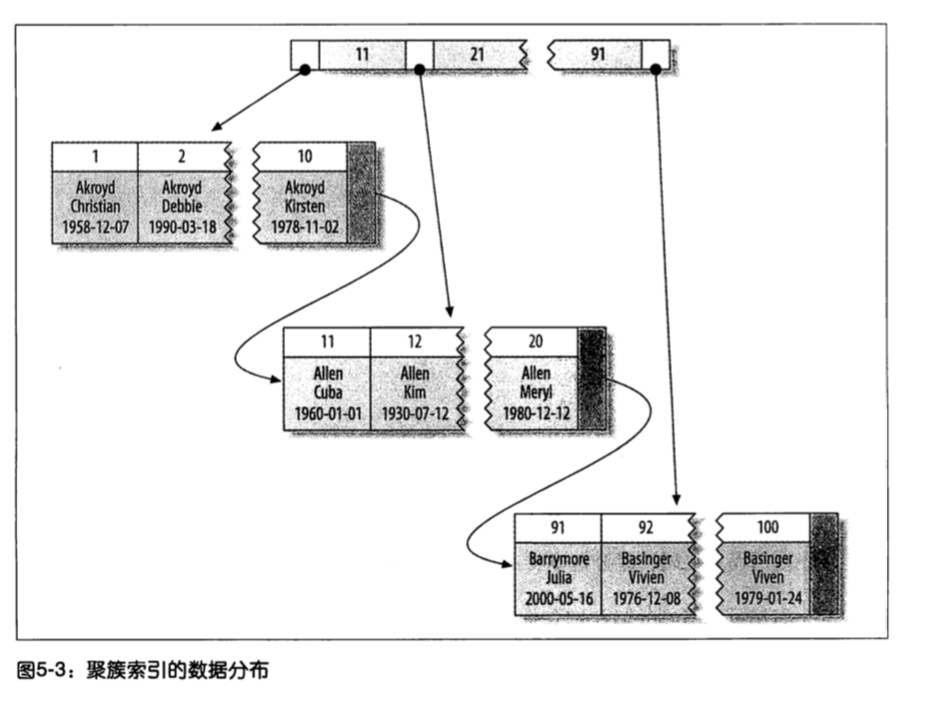 11 21 91
1 2 10
Akroyd Akroyd Akroyd
Christian Debbie Kirsten
1958-12-07 1990-03-18 1978-11-02
11 12 20
Allen Allen Allen
Cuba Kim Meryl
1960-01-01 1930-07-12 1980-12-12
91 92 100
Barrymore Basinger Basinger
Julia Vivien Viven
2000-05-16 1976-12-08 1979-01-24
图5-3：聚簇索引的数据分布